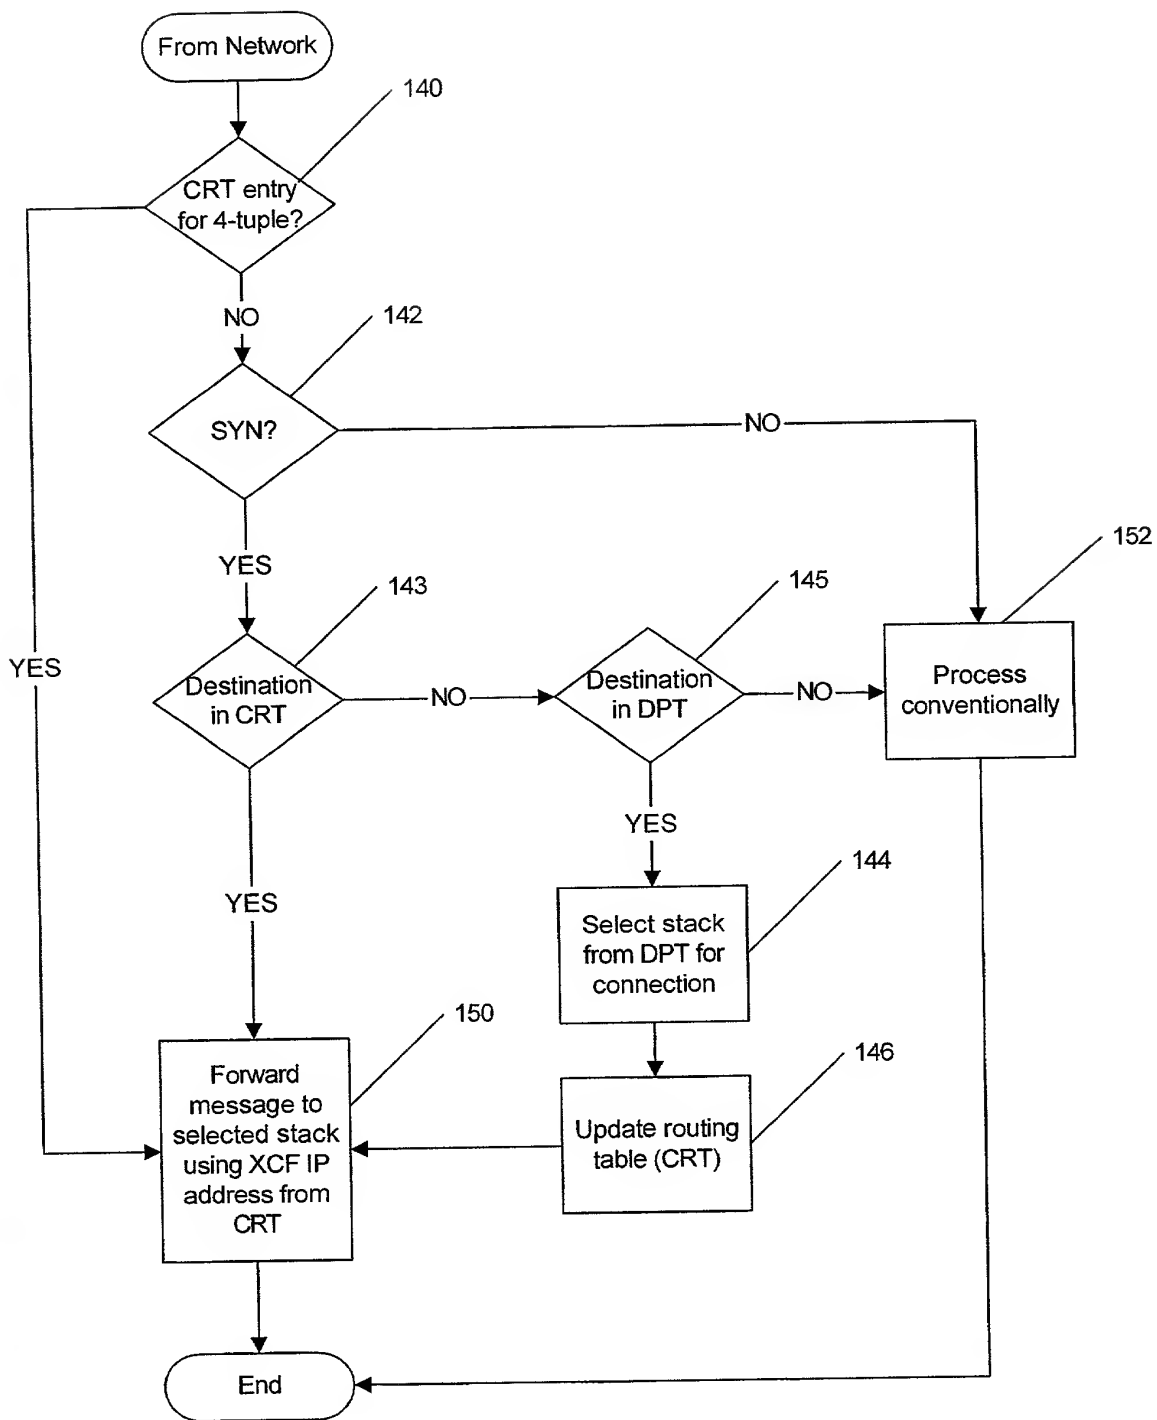 From Network
140
CRT entry
for 4-tuple?
NO
142
SYN?
NO
YES
152
143
145
YES
Destination
in CRT
NO
Destination
in DPT
NO
Process
conventionally
YES
YES
144
Select stack
from DPT for
connection
150
146
Forward
message to
selected stack
using XCF IP
address from
CRT
Update routing
table (CRT)
End